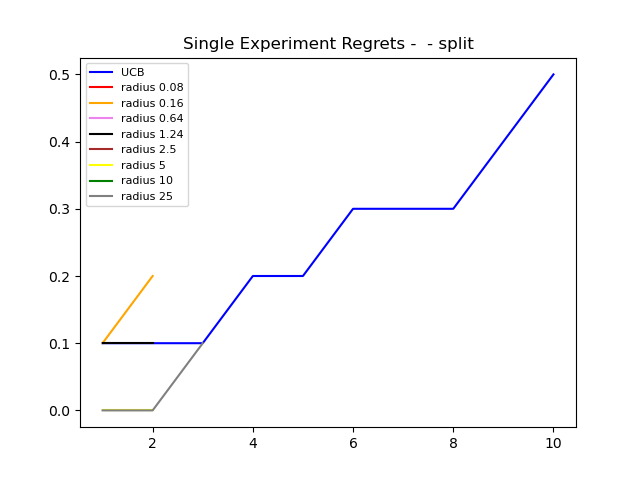 Single Experiment Regrets -  - split
UCB
radius 0.08
radius 0.16
radius 0.64
radius 1.24
radius 2.5
radius 5
radius 10
radius 25
0.5
0.4
0.3
0.2
0.1
0.0
2 4 6 8 10